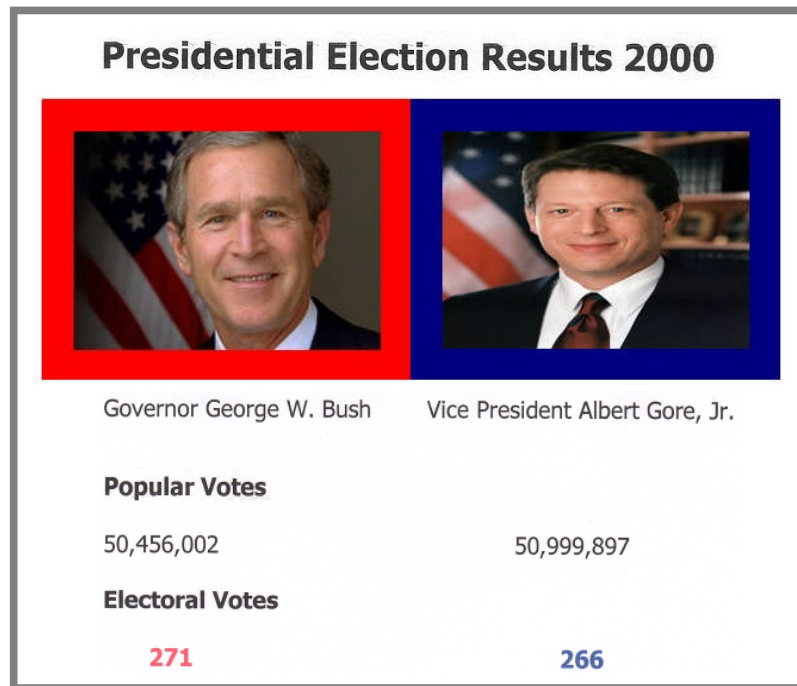 Presidential Election Results 2000
Governor George W. Bush
Vice President Albert Gore, Jr.
Popular Votes
50,456,002
50,999,897
Electoral Votes
271
266